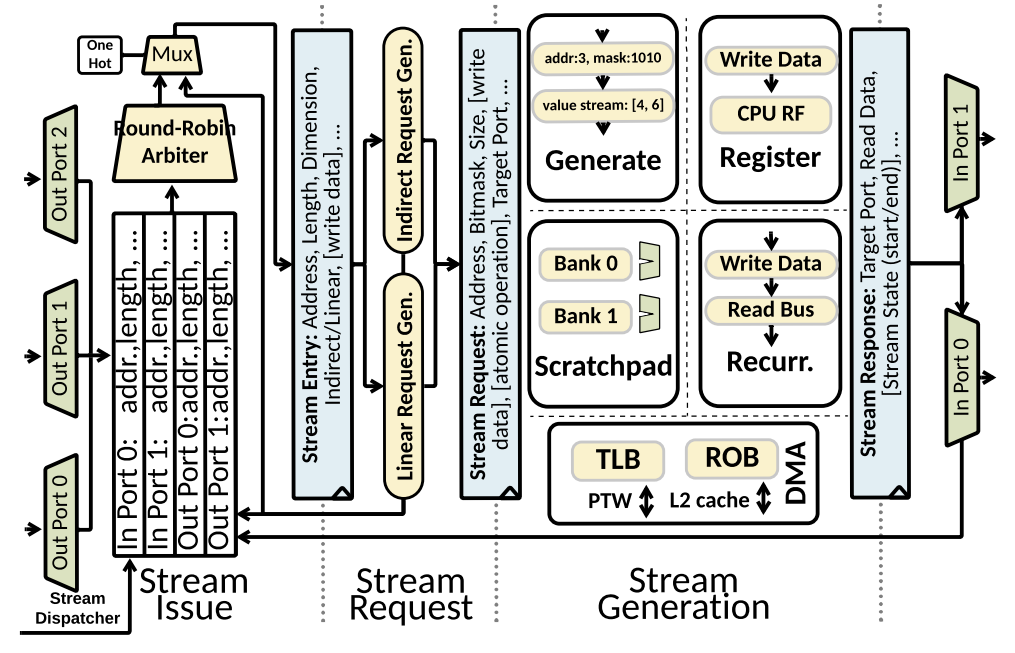 One
Hot
Mux
Round-Robin
Arbiter
Out Port 2
Out Port 1
Out Port 0
In Port 0: addr.,length, ...
In Port 1: addr.,length, ...
Out Port 0:addr.,length, ...
Out Port 1:addr.,length, ...
Stream
Dispatcher
Stream
Issue
Stream Entry: Address, Length, Dimension,
Indirect/Linear, [write data], ...
Indirect Request Gen.
Linear Request Gen.
Stream
Request
Stream Request: Address, Bitmask, Size, [write
data], [atomic operation], Target Port, ...
addr:3, mask:1010
value stream: [4, 6]
Generate
Write Data
CPU RF
Register
Bank 0
Bank 1
Scratchpad
Write Data
Read Bus
Recurr.
TLB
ROB
PTW
L2 cache
DMA
Stream
Generation
Stream Response: Target Port, Read Data,
[Stream State (start/end)], ...
In Port 1
In Port 0